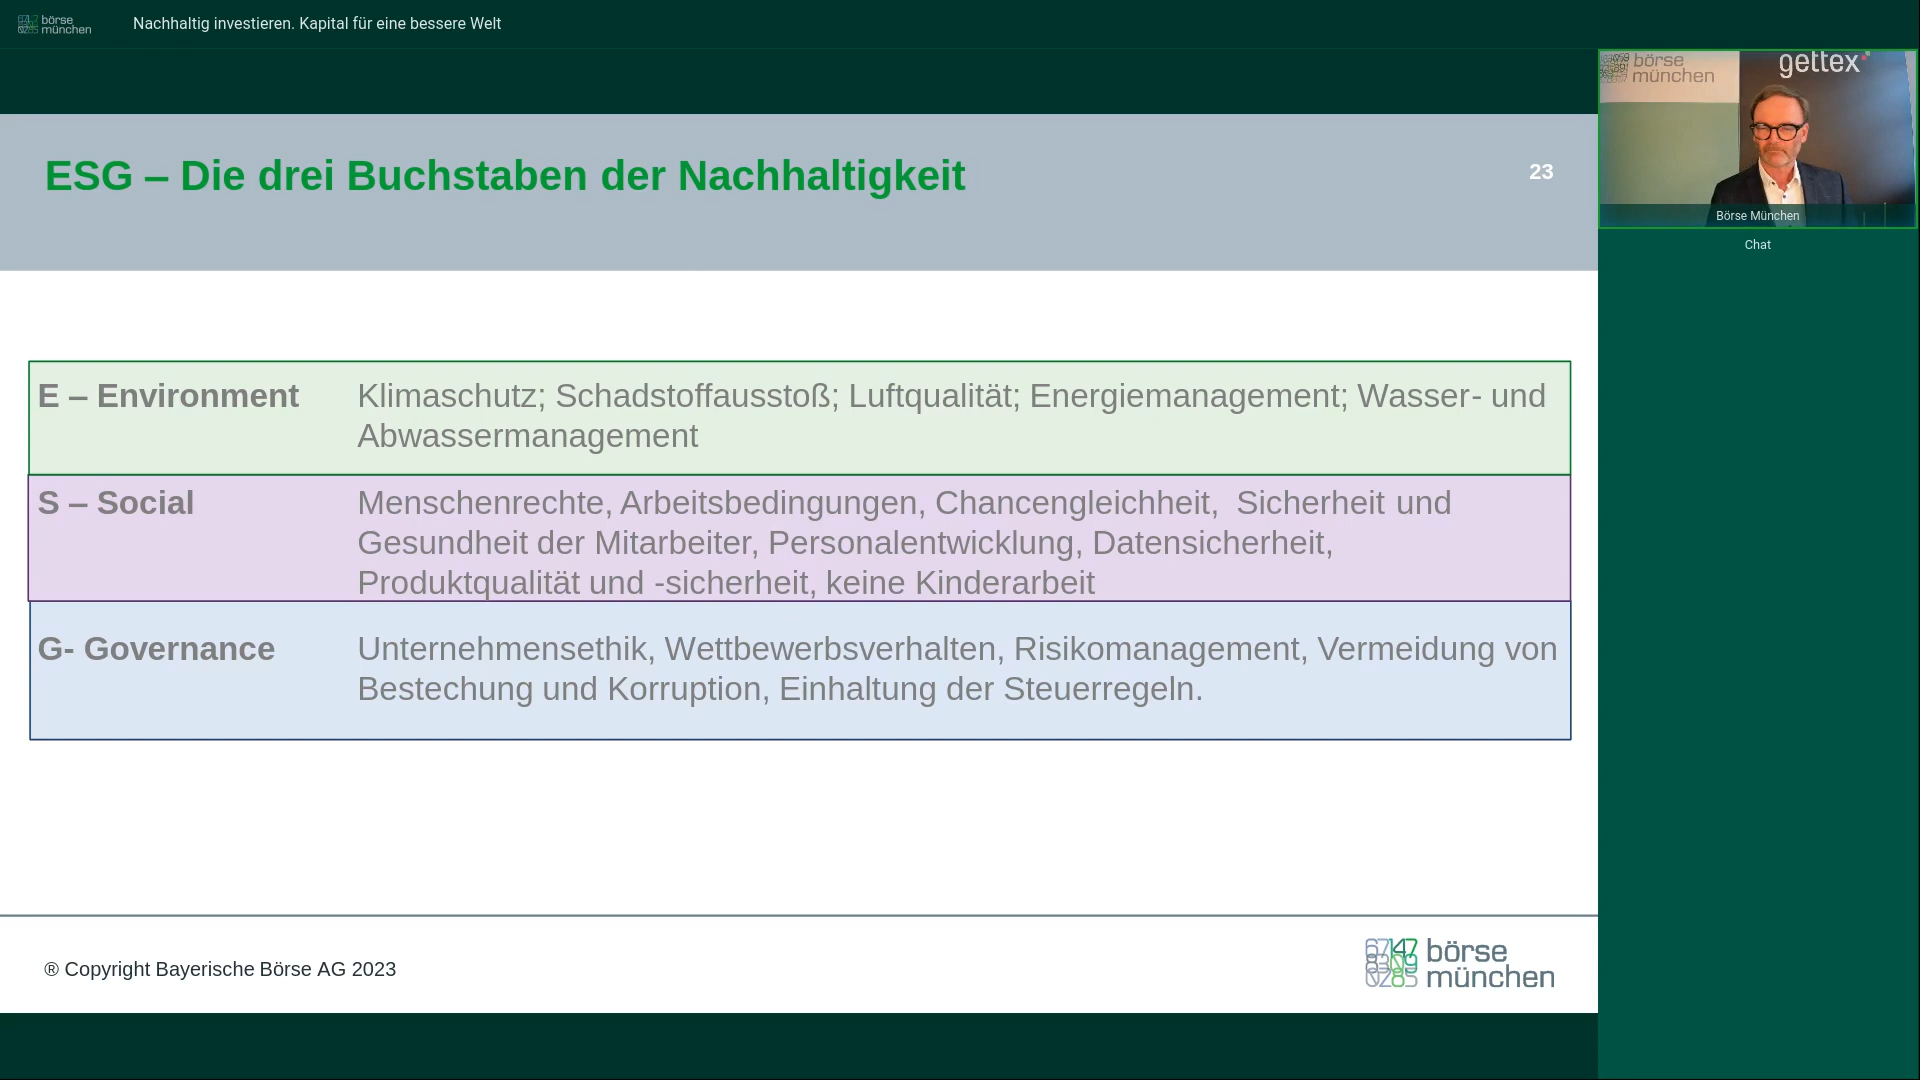 börse
münchen
Nachhaltig investieren. Kapital für eine bessere Welt
ESG – Die drei Buchstaben der Nachhaltigkeit
23
E – Environment
Klimaschutz; Schadstoffausstoß; Luftqualität; Energiemanagement; Wasser- und
Abwassermanagement
S – Social
Menschenrechte, Arbeitsbedingungen, Chancengleichheit,  Sicherheit und
Gesundheit der Mitarbeiter, Personalentwicklung, Datensicherheit,
Produktqualität und -sicherheit, keine Kinderarbeit
G- Governance
Unternehmensethik, Wettbewerbsverhalten, Risikomanagement, Vermeidung von
Bestechung und Korruption, Einhaltung der Steuerregeln.
® Copyright Bayerische Börse AG 2023
börse
münchen
börse
münchen
gettex
Börse München
Chat